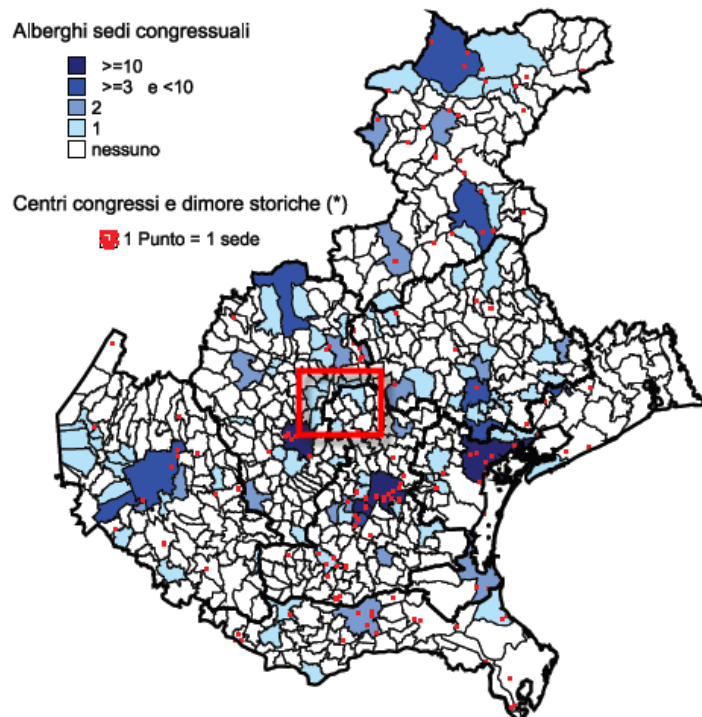 Alberghi sedi congressuali
>=10
>=3 e <10
2
1
nessuno
Centri congressi e dimore storiche (*)
1 Punto = 1 sede